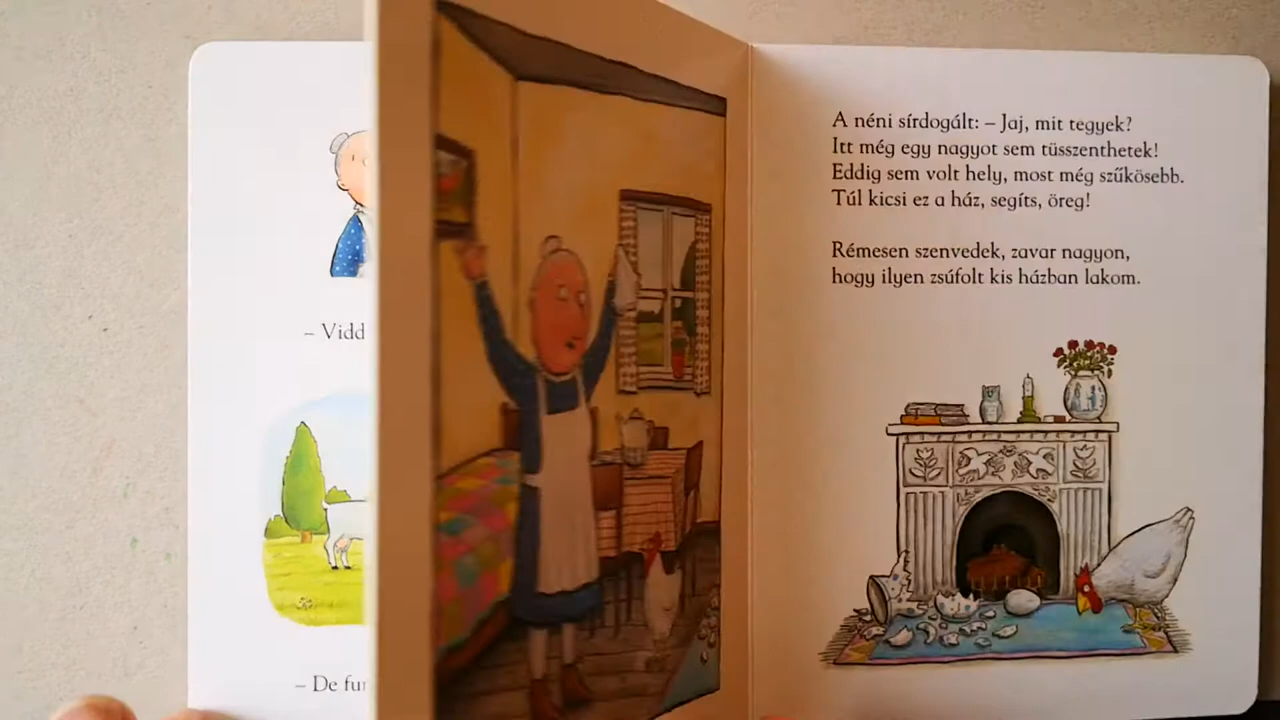 – Vidd
– De
A néni sírdogált: – Jaj, mit tegyek?
Itt még egy nagyot sem tüsszenthetek!
Eddig sem volt hely, most még szűkösebb.
Túl kicsi ez a ház, segíts, öreg!
Rémesen szenvedek, zavar nagyon,
hogy ilyen zsúfolt kis házban lakom.